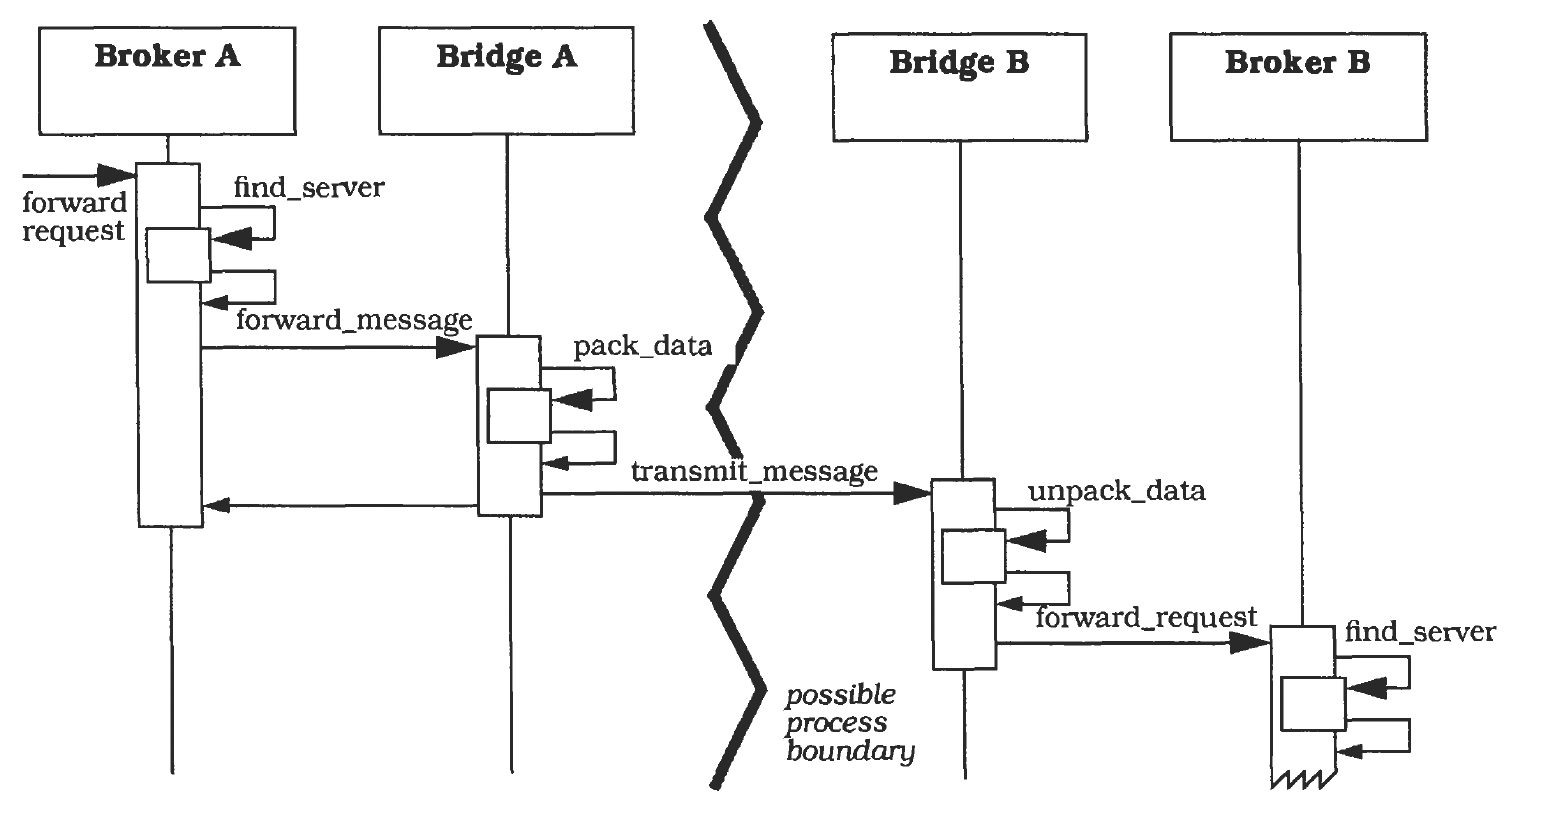 Broker A
Bridge A
Bridge B
Broker B
find_server
forward
request
forward_message
pack_data
transmit_message
unpack_data
forward_request
find_server
possible
process
boundary